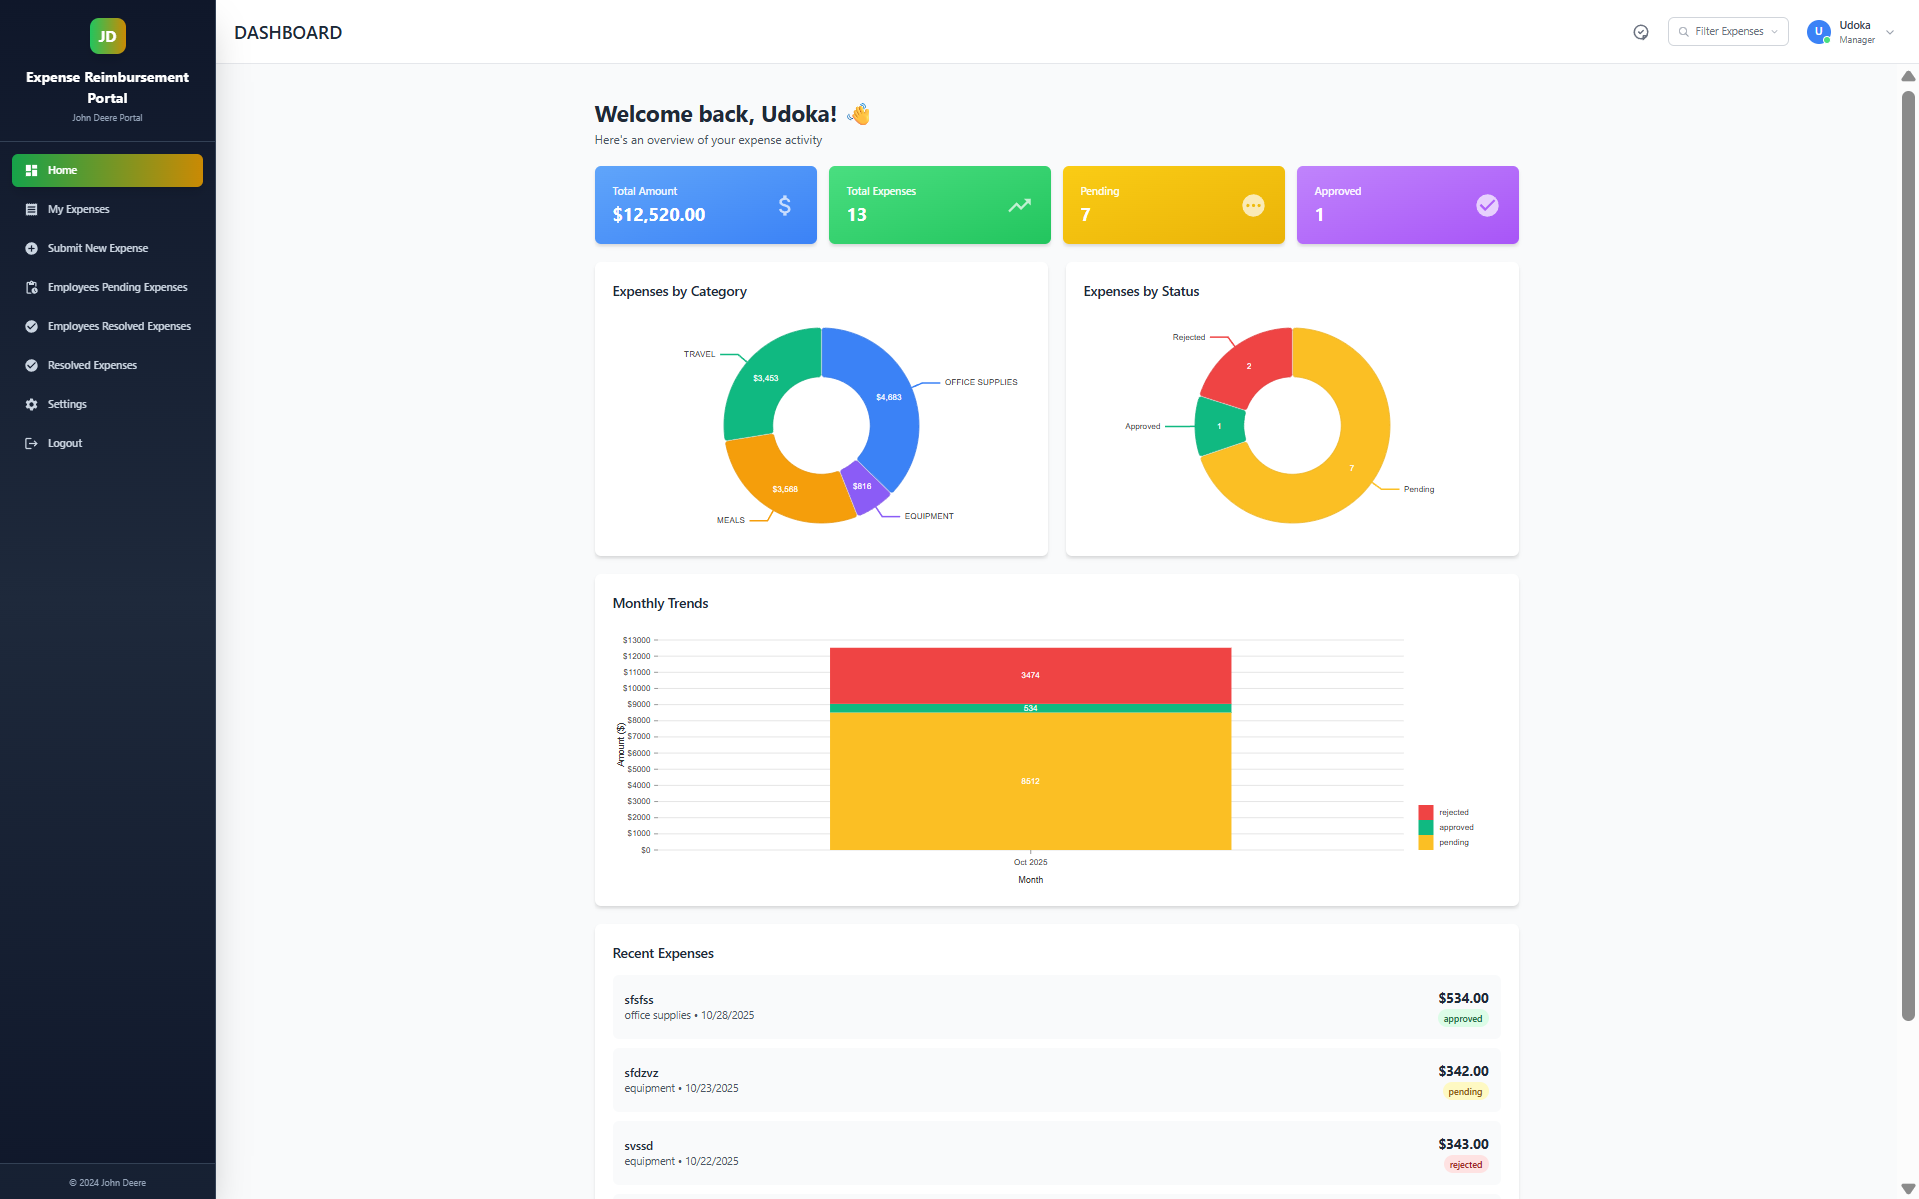 JD
Expense Reimbursement
Portal
John Deere Portal
Home
My Expenses
Submit New Expense
Employees Pending Expenses
Employees Resolved Expenses
Resolved Expenses
Settings
Logout
© 2024 John Deere
DASHBOARD
Filter Expenses
U
Udoka
Manager
Welcome back, Udoka! 👋
Here's an overview of your expense activity
Total Amount
$12,520.00
$
Total Expenses
13
Pending
7
Approved
1
Expenses by Category
TRAVEL
$3,453
OFFICE SUPPLIES
$4,683
$3,568
$816
MEALS
EQUIPMENT
Expenses by Status
Rejected
2
Approved
1
7
Pending
Monthly Trends
$13000
$12000
$11000
$10000
$9000
$8000
$7000
$6000
$5000
$4000
$3000
$2000
$1000
$0
Amount ($)
3474
534
8512
Oct 2025
Month
rejected
approved
pending
Recent Expenses
sfsfss
office supplies • 10/28/2025
$534.00
approved
sfdzvz
equipment • 10/23/2025
$342.00
pending
svssd
equipment • 10/22/2025
$343.00
rejected